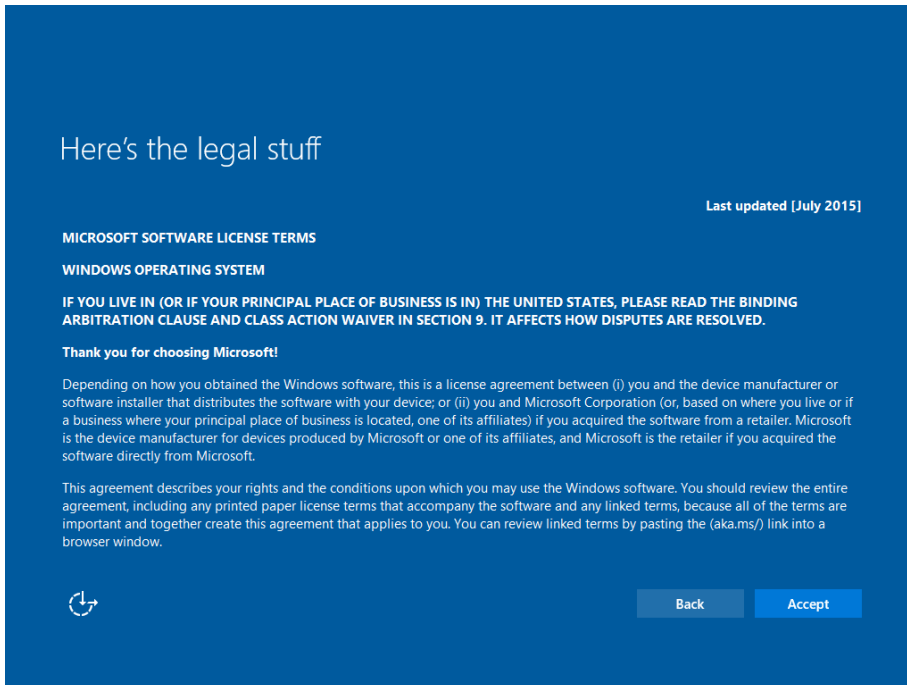 Here's the legal stuff
Last updated [July 2015]
MICROSOFT SOFTWARE LICENSE TERMS
WINDOWS OPERATING SYSTEM
IF YOU LIVE IN (OR IF YOUR PRINCIPAL PLACE OF BUSINESS IS IN) THE UNITED STATES, PLEASE READ THE BINDING
ARBITRATION CLAUSE AND CLASS ACTION WAIVER IN SECTION 9. IT AFFECTS HOW DISPUTES ARE RESOLVED.
Thank you for choosing Microsoft!
Depending on how you obtained the Windows software, this is a license agreement between (i) you and the device manufacturer or
software installer that distributes the software with your device; or (ii) you and Microsoft Corporation (or, based on where you live or if
a business where your principal place of business is located, one of its affiliates) if you acquired the software from a retailer. Microsoft
is the device manufacturer for devices produced by Microsoft or one of its affiliates, and Microsoft is the retailer if you acquired the
software directly from Microsoft.
This agreement describes your rights and the conditions upon which you may use the Windows software. You should review the entire
agreement, including any printed paper license terms that accompany the software and any linked terms, because all of the terms are
important and together create this agreement that applies to you. You can review linked terms by pasting the (aka.ms/) link into a
browser window.
Back
Accept